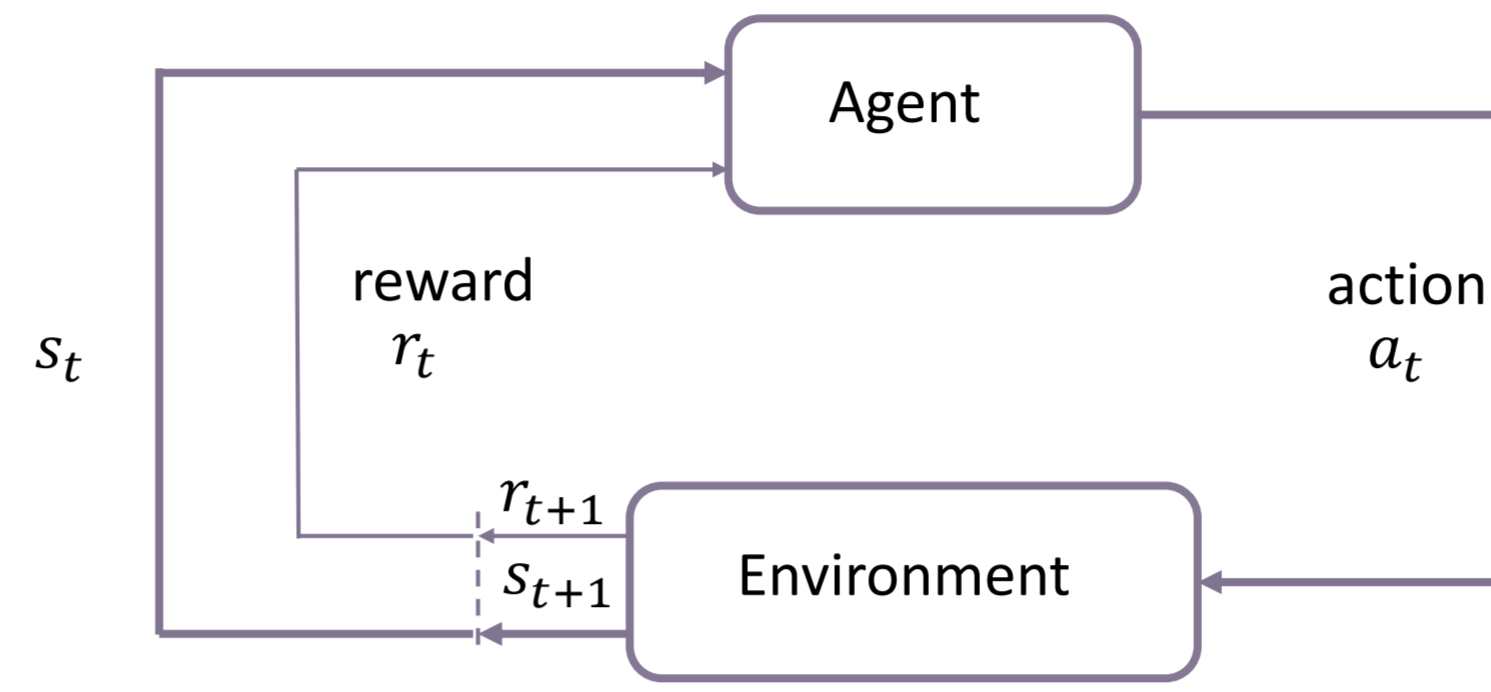 Agent
reward
r_t
action
a_t
s_t
r_{t+1}
s_{t+1}
Environment